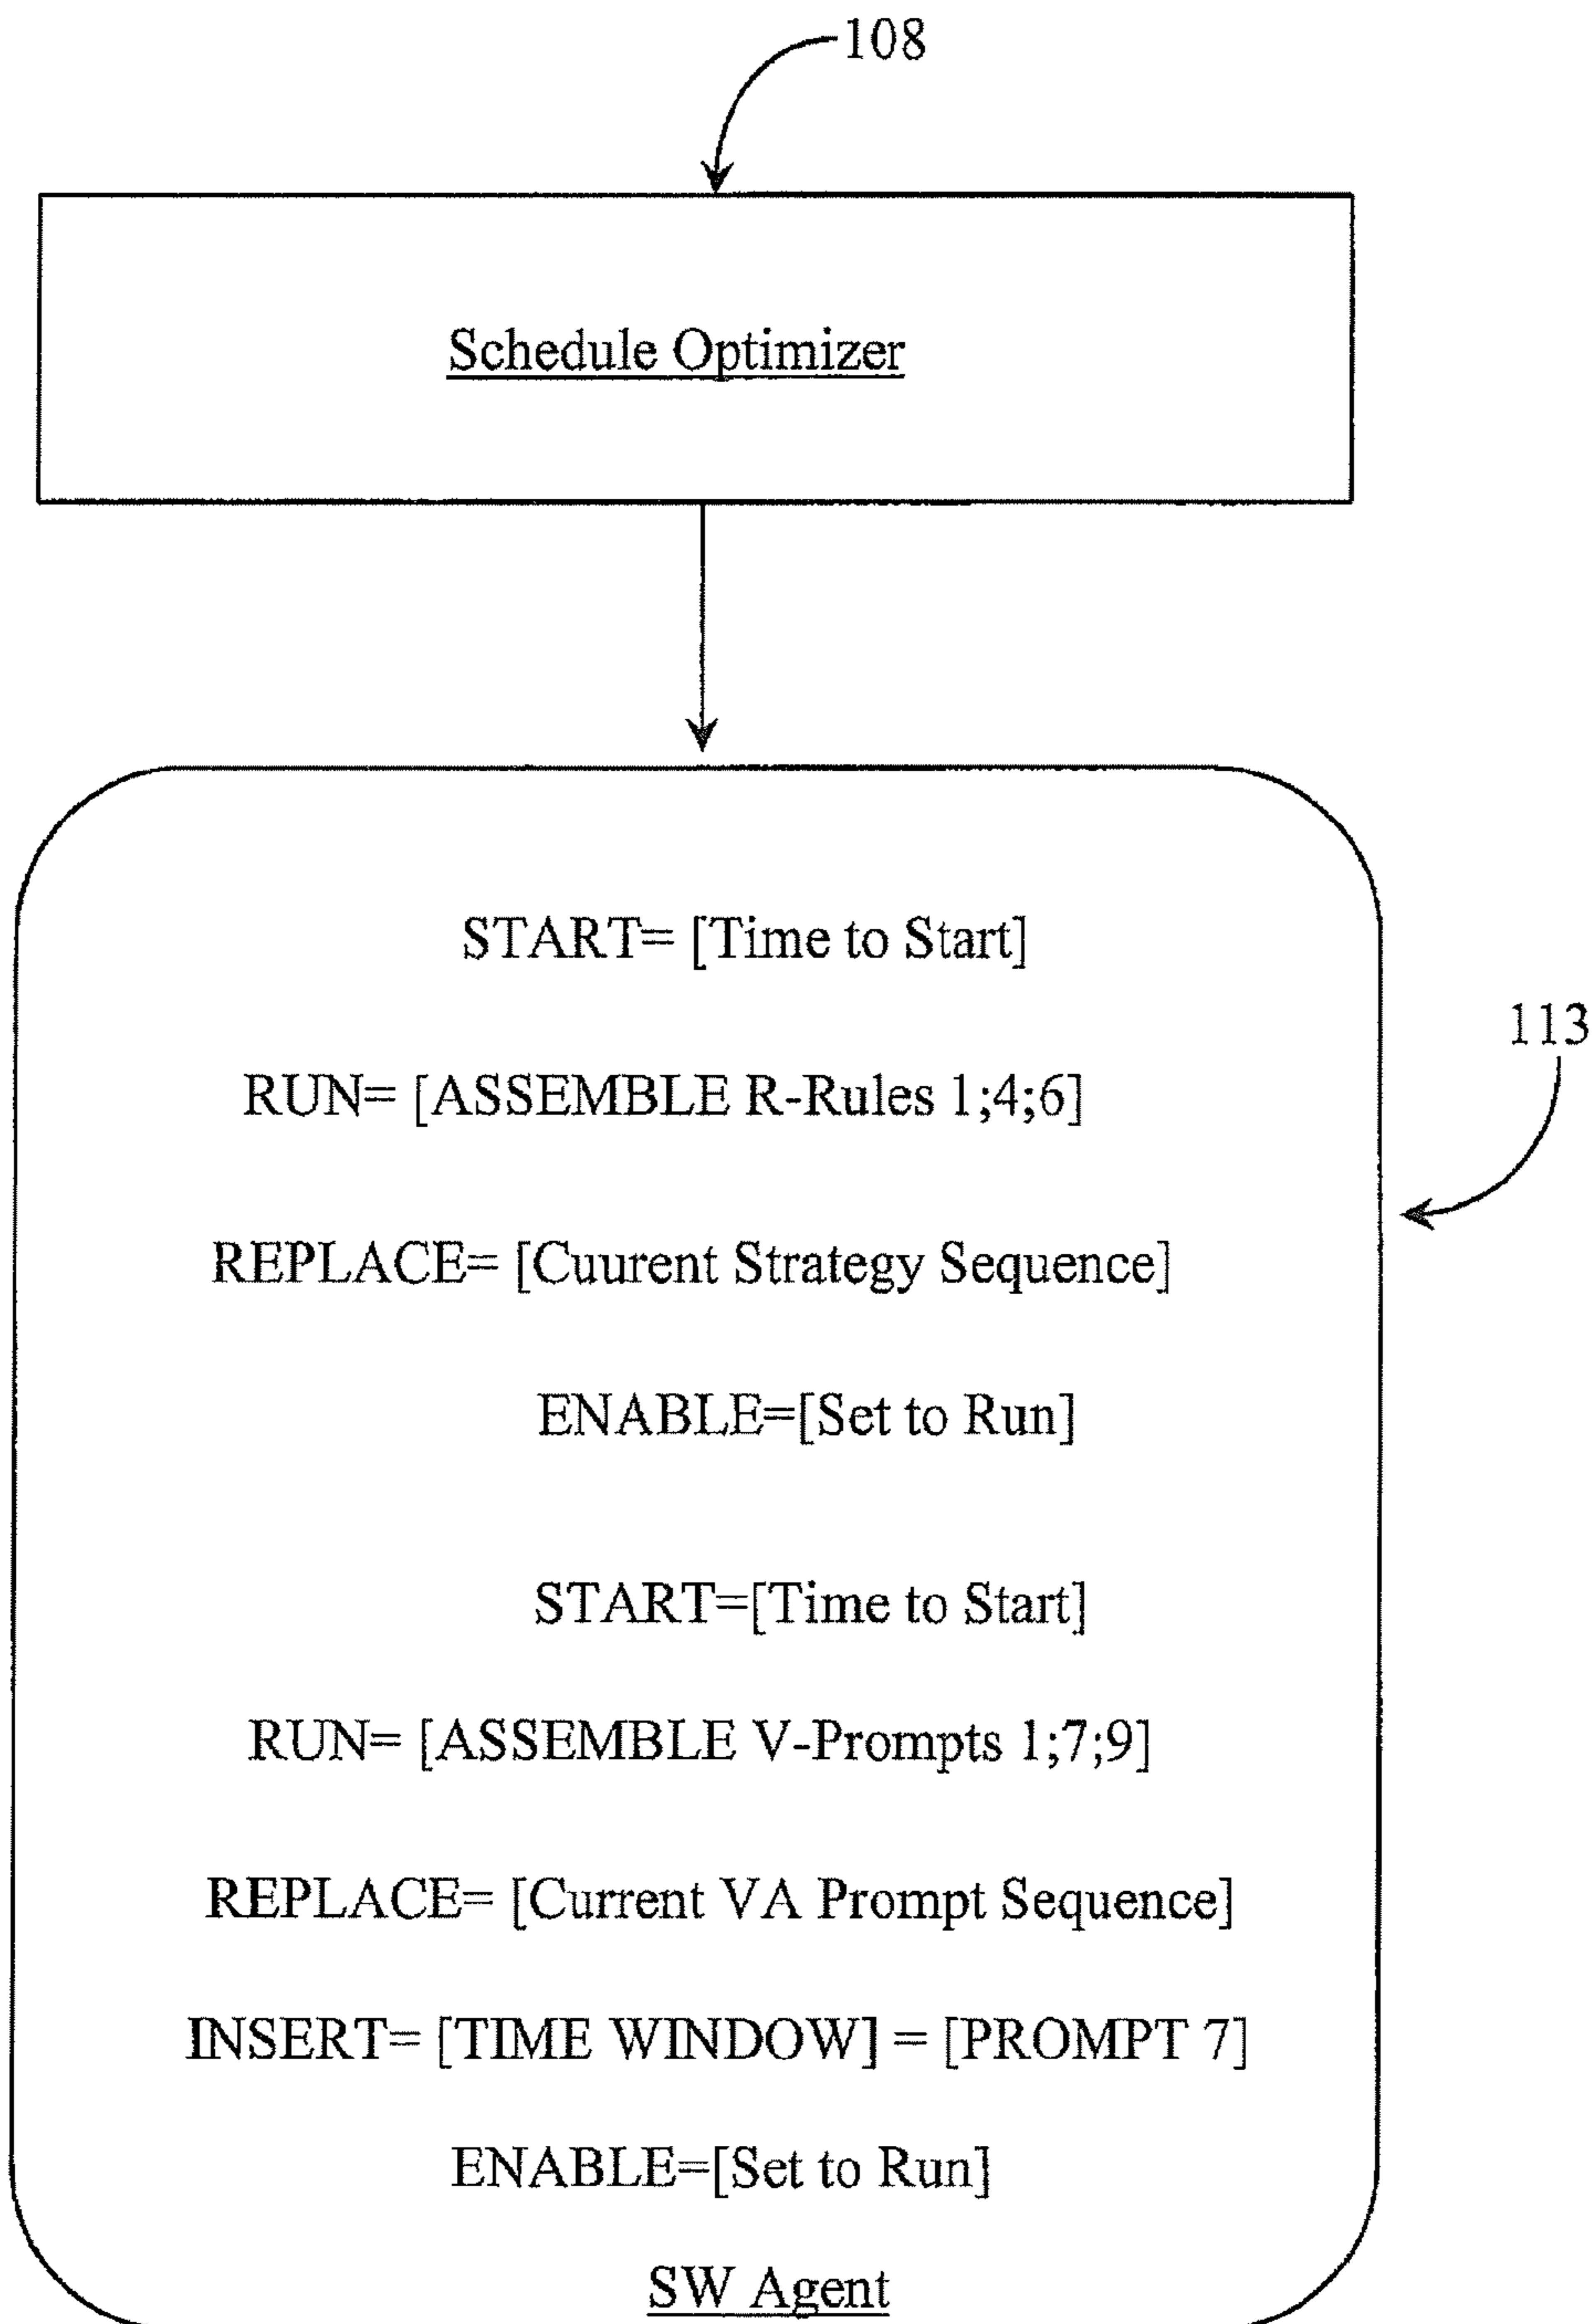 108
Schedule Optimizer
START= [Time to Start]
RUN= [ASSEMBLE R-Rules 1;4;6]
113
REPLACE= [Cuurent Strategy Sequence]
ENABLE=[Set to Run]
START=[Time to Start]
RUN= [ASSEMBLE V-Prompts 1;7;9]
REPLACE= [Current VA Prompt Sequence]
INSERT= [TIME WINDOW] = [PROMPT 7]
ENABLE=[Set to Run]
SW Agent